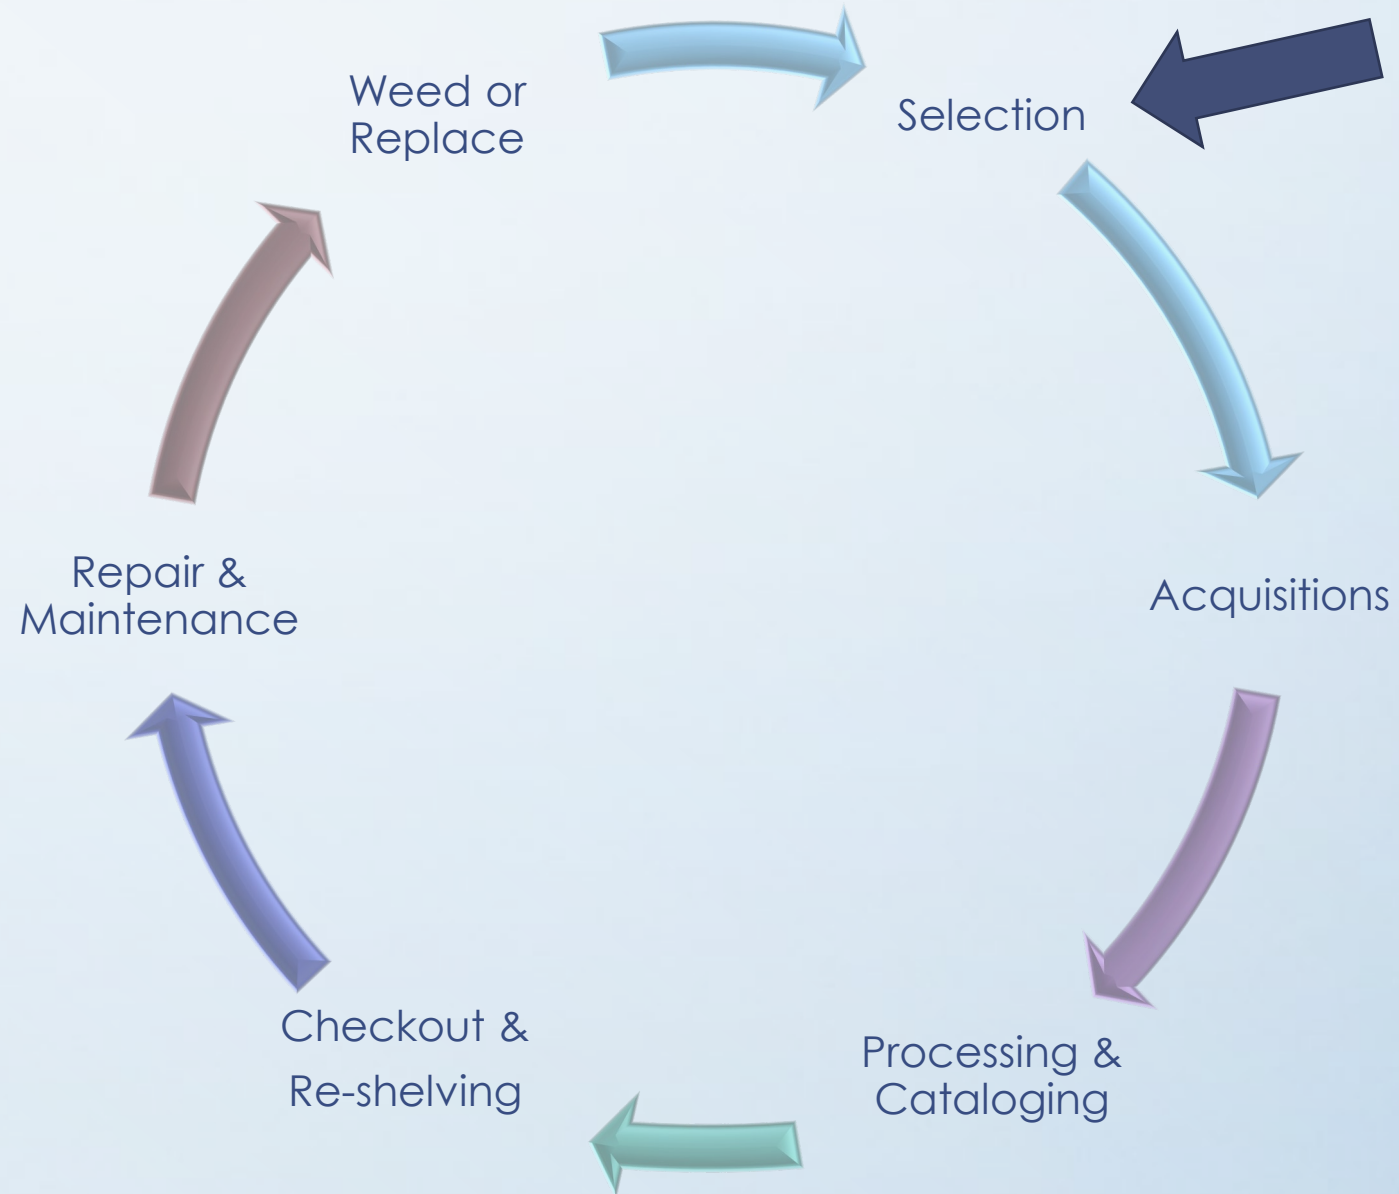 Weed or
Replace
Selection
Acquisitions
Processing &
Cataloging
Checkout &
Re-shelving
Repair &
Maintenance